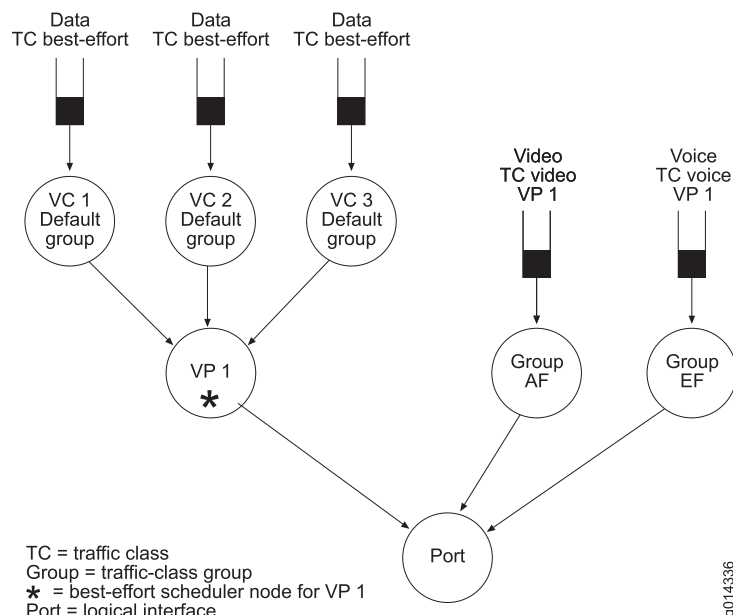 Data
TC best-effort
Data
TC best-effort
Data
TC best-effort
Video
TC video
VP 1
Voice
TC voice
VP 1
VC 1
Default
group
VC 2
Default
group
VC 3
Default
group
VP 1
*
Group
AF
Group
EF
Port
TC = traffic class
Group = traffic-class group
* = best-effort scheduler node for VP 1
Port = logical interface
g014336